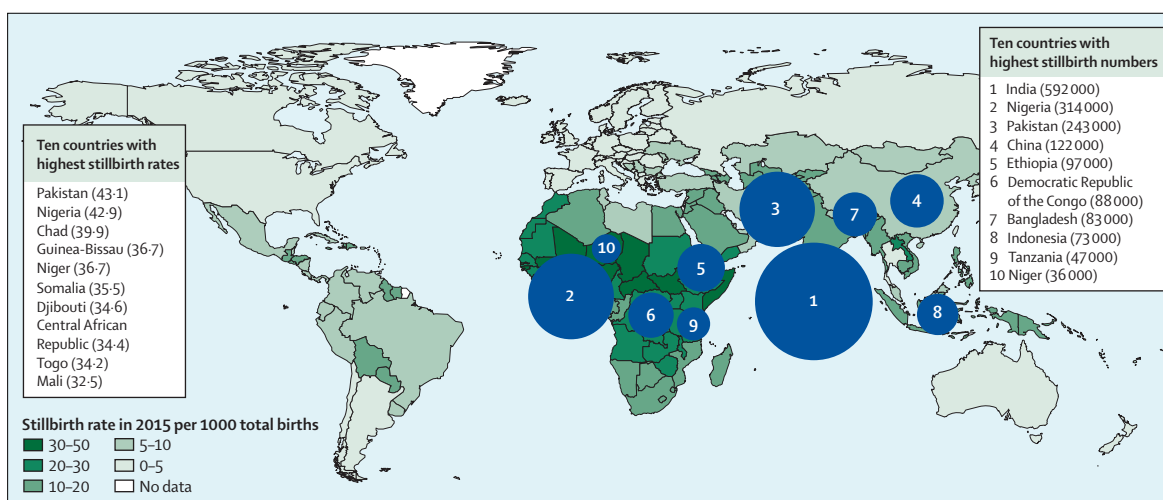 Ten countries with
highest stillbirth rates
Pakistan (43·1)
Nigeria (42·9)
Chad (39·9)
Guinea-Bissau (36·7)
Niger (36·7)
Somalia (35·5)
Djibouti (34·6)
Central African
Republic (34·4)
Togo (34·2)
Mali (32·5)
Stillbirth rate in 2015 per 1000 total births
30–50
20–30
10–20
5–10
0–5
No data
1
2
3
4
5
6
7
8
9
10
Ten countries with
highest stillbirth numbers
1 India (592 000)
2 Nigeria (314 000)
3 Pakistan (243 000)
4 China (122 000)
5 Ethiopia (97 000)
6 Democratic Republic
of the Congo (88 000)
7 Bangladesh (83 000)
8 Indonesia (73 000)
9 Tanzania (47 000)
10 Niger (36 000)